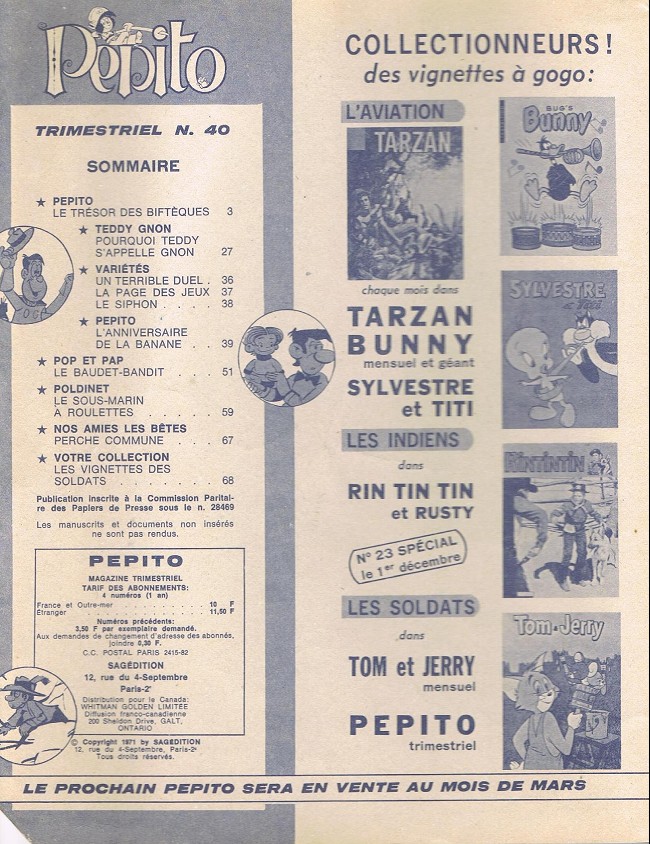 Pepito
TRIMESTRIEL N. 40
SOMMAIRE
★ PEPITO
LE TRÉSOR DES BIFTÈQUES 3
★ TEDDY GNON
POURQUOI TEDDY
S'APPELLE GNON 27
★ VARIÉTÉS
UN TERRIBLE DUEL . 36
LA PAGE DES JEUX 37
LE SIPHON . . . . 38
★ PEPITO
L'ANNIVERSAIRE
DE LA BANANE . . 39
★ POP ET PAP
LE BAUDET-BANDIT . . . 51
★ POLDINET
LE SOUS-MARIN
A ROULETTES . . . . . 59
★ NOS AMIES LES BÊTES
PERCHE COMMUNE . . . 67
★ VOTRE COLLECTION
LES VIGNETTES DES
SOLDATS . . . . . . . 68
Publication inscrite à la Commission Paritai-
re des Papiers de Presse sous le n. 28469
Les manuscrits et documents non insérés
ne sont pas rendus.
PEPITO
MAGAZINE TRIMESTRIEL
TARIF DES ABONNEMENTS:
4 numéros (1 an)
France et Outre-mer . . . . . . 10 F
Étranger . . . . . . . . . . . 11,50 F
Numéros précédents:
3,50 F par exemplaire demandé.
Aux demandes de changement d'adresse des abonnés,
joindre 0,30 F.
C.C. POSTAL PARIS 2415-82
SAGÉDITION
12, rue du 4-Septembre
Paris-2e
Distribution pour le Canada:
WHITMAN GOLDEN LIMITÉE
Diffusion franco-canadienne
200 Sheldon Drive, GALT,
ONTARIO
© Copyright 1971 by SAGÉDITION
12, rue du 4-Septembre, Paris-2e
Tous droits réservés.
COLLECTIONNEURS!
des vignettes à gogo:
L'AVIATION
TARZAN
BUG'S
Bunny
chaque mois dans
TARZAN
BUNNY
mensuel et géant
SYLVESTRE
et TITI
SYLVESTRE
et Titi
LES INDIENS
dans
RIN TIN TIN
et RUSTY
RINTINTIN
N° 23 SPÉCIAL
le 1er décembre
LES SOLDATS
dans
TOM et JERRY
mensuel
PEPITO
trimestriel
Tom & Jerry
LE PROCHAIN PEPITO SERA EN VENTE AU MOIS DE MARS